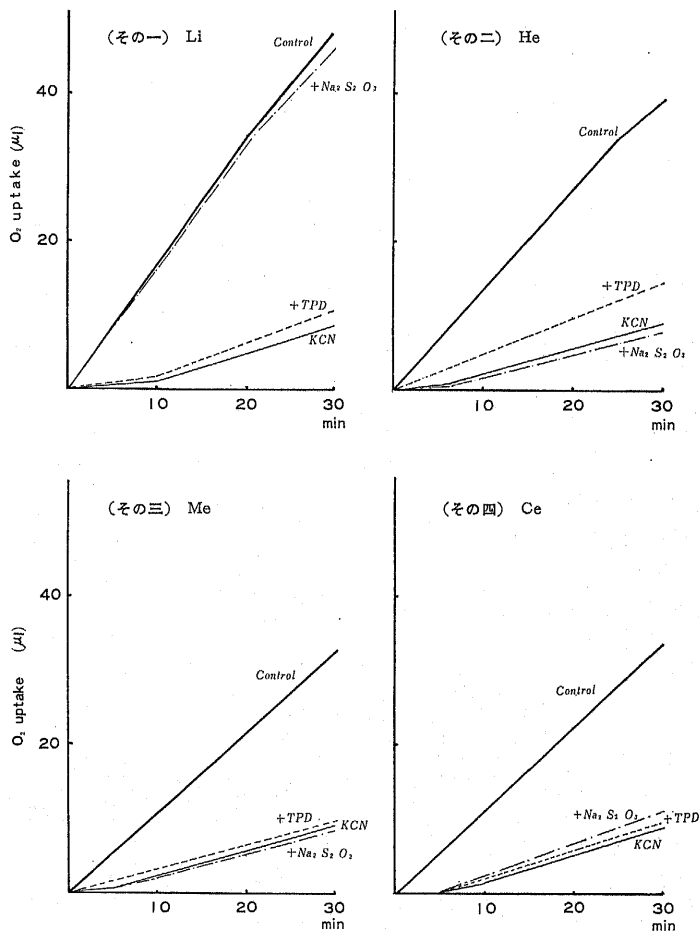 (その一) Li
Control
+Na₂ S₂ O₃
+TPD
KCN
O₂ uptake (μl)
40
20
10 20 30
min
(その二) He
Control
+TPD
KCN
+Na₂ S₂ O₃
10 20 30
min
(その三) Me
Control
+TPD
KCN
+Na₂ S₂ O₃
O₂ uptake (μl)
40
20
10 20 30
min
(その四) Ce
Control
+Na₂ S₂ O₃
+TPD
KCN
10 20 30
min